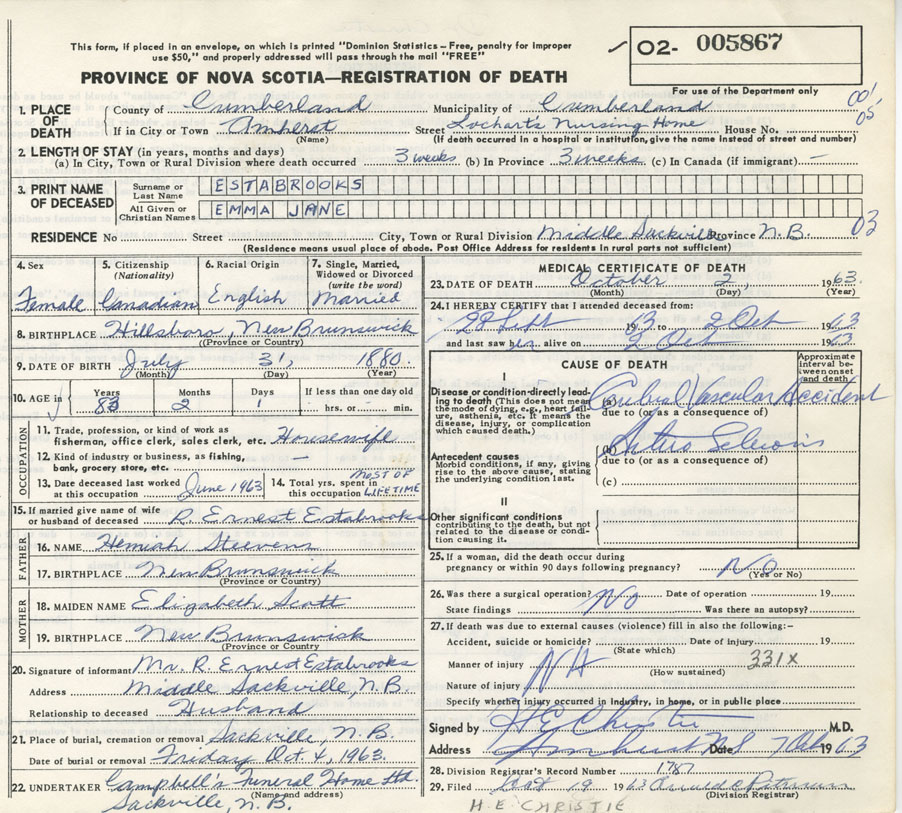 This form, if placed in an envelope, on which is printed "Dominion Statistics – Free, penalty for improper
use $50," and properly addressed will pass through the mail "FREE"
O2- 005867
PROVINCE OF NOVA SCOTIA—REGISTRATION OF DEATH
For use of the Department only
1. PLACE OF DEATH County of Cumberland Municipality of Cumberland 001
05
If in City or Town Amherst Street Lochart's Nursing Home House No.
(Name) (If death occurred in a hospital or institution, give the name instead of street and number)
2. LENGTH OF STAY (in years, months and days)
(a) In City, Town or Rural Division where death occurred 3 weeks (b) In Province 3 weeks (c) In Canada (if immigrant) —
3. PRINT NAME OF DECEASED Surname or Last Name ESTABROOKS
All Given or Christian Names EMMA JANE
RESIDENCE No Street City, Town or Rural Division Middle Sackville Province N.B. 03
(Residence means usual place of abode. Post Office Address for residents in rural parts not sufficient)
4. Sex 5. Citizenship (Nationality) 6. Racial Origin 7. Single, Married, Widowed or Divorced (write the word)
Female Canadian English Married
8. BIRTHPLACE Hillsboro, New Brunswick
(Province or Country)
9. DATE OF BIRTH July 31, 1880.
(Month) (Day) (Year)
10. AGE in Years Months Days If less than one day old
83 2 1 hrs. or min.
OCCUPATION
11. Trade, profession, or kind of work as fisherman, office clerk, sales clerk, etc. Housewife
12. Kind of industry or business, as fishing, bank, grocery store, etc. —
13. Date deceased last worked at this occupation June 1963 14. Total yrs. spent in this occupation MOST OF LIFETIME
15. If married give name of wife or husband of deceased R. Ernest Estabrooks
FATHER
16. NAME Steeves
17. BIRTHPLACE New Brunswick
(Province or Country)
MOTHER
18. MAIDEN NAME Elizabeth Scott
19. BIRTHPLACE New Brunswick
(Province or Country)
20. Signature of informant Mr. R. Ernest Estabrooks
Address Middle Sackville, N.B.
Relationship to deceased Husband
21. Place of burial, cremation or removal Sackville, N.B.
Date of burial or removal Friday Oct. 4, 1963.
22. UNDERTAKER Campbell's Funeral Home Ltd
(Name and address)
Sackville, N.B.
MEDICAL CERTIFICATE OF DEATH
23. DATE OF DEATH October 2, 1963.
(Month) (Day) (Year)
24. I HEREBY CERTIFY that I attended deceased from:
28 Sept 1963 to 2 Oct 1963
and last saw her alive on 2 Oct 1963
CAUSE OF DEATH
Approximate interval between onset and death
I
Disease or condition directly leading to death (This does not mean the mode of dying, e.g., heart failure, asthenia, etc. It means the disease, injury, or complication which caused death.)
(a) Cerebral Vascular Accident
due to (or as a consequence of)
Antecedent causes
Morbid conditions, if any, giving rise to the above cause, stating the underlying condition last.
(b) Arterio Sclerosis
due to (or as a consequence of)
(c)
II
Other significant conditions
contributing to the death, but not related to the disease or condition causing it.
25. If a woman, did the death occur during
pregnancy or within 90 days following pregnancy? No
(Yes or No)
26. Was there a surgical operation? No Date of operation 19
State findings Was there an autopsy?
27. If death was due to external causes (violence) fill in also the following:—
Accident, suicide or homicide? Date of injury 19
(State which)
Manner of injury NA 331X
(How sustained)
Nature of injury
Specify whether injury occurred in industry, in home, or in public place
Signed by H E Christie M.D.
Address Amherst NS Date 7 Oct 1963
28. Division Registrar's Record Number 1787
29. Filed Oct 19 1963
(Division Registrar)
H. E CHRISTIE